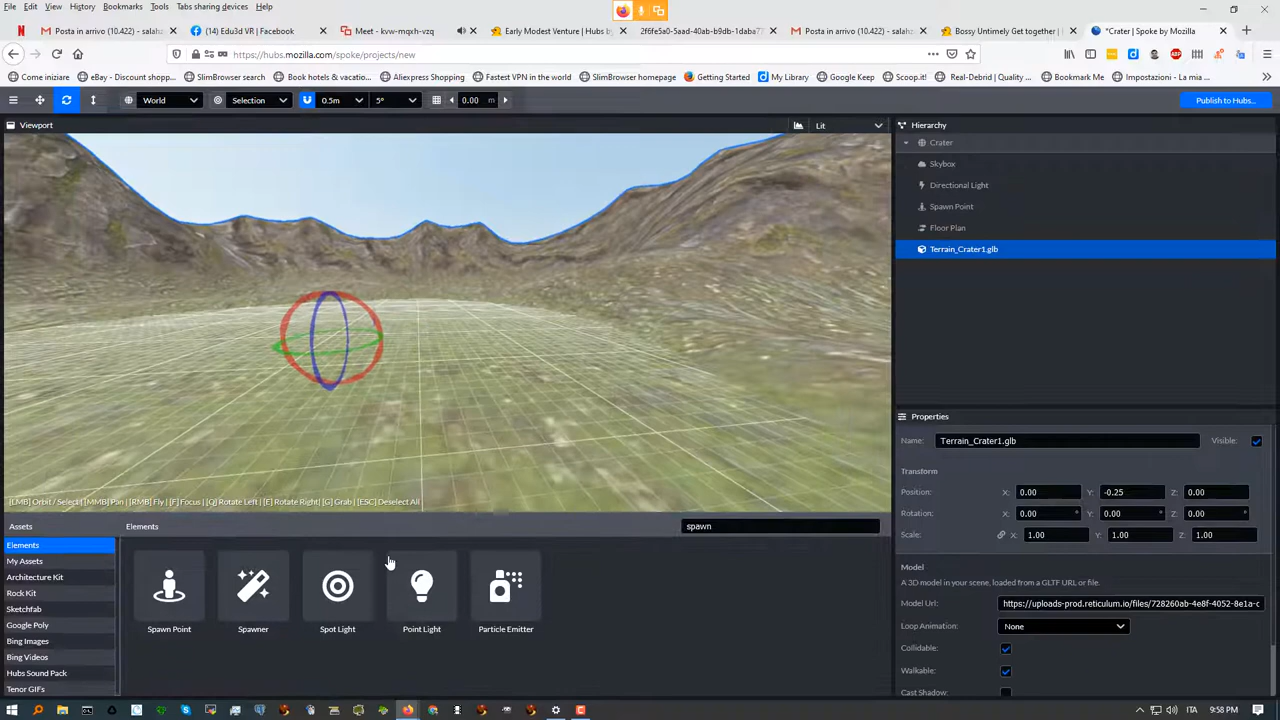 File Edit View History Bookmarks Tools Tabs sharing devices Help
Posta in arrivo (10.422) - salah
(14) Edu3d VR | Facebook
Meet - kvw-mqxh-vzq
Early Modest Venture | Hubs by
2f6fe5a0-5aad-40ab-b9db-1daba77
Posta in arrivo (10.422) - salah
Bossy Untimely Get together |
*Crater | Spoke by Mozilla
https://hubs.mozilla.com/spoke/projects/new
Come iniziare eBay - Discount shopp... SlimBrowser search Book hotels & vacatio... Aliexpress Shopping Fastest VPN in the world SlimBrowser homepage Getting Started My Library Google Keep Scoop.it! Real-Debrid | Quality ... Bookmark Me Impostazioni - La mia ...
World Selection 0.5m 5° 0.00 m Publish to Hubs...
Viewport Lit
Hierarchy
Crater
Skybox
Directional Light
Spawn Point
Floor Plan
Terrain_Crater1.glb
[LMB] Orbit / Select | [MMB] Pan | [RMB] Fly | [F] Focus | [Q] Rotate Left | [E] Rotate Right | [G] Grab | [ESC] Deselect All
Assets
Elements
My Assets
Architecture Kit
Rock Kit
Sketchfab
Google Poly
Bing Images
Bing Videos
Hubs Sound Pack
Tenor GIFs
Elements spawn
Spawn Point Spawner Spot Light Point Light Particle Emitter
Properties
Name: Terrain_Crater1.glb Visible:
Transform
Position: X: 0.00 Y: -0.25 Z: 0.00
Rotation: X: 0.00 ° Y: 0.00 ° Z: 0.00 °
Scale: X: 1.00 Y: 1.00 Z: 1.00
Model
A 3D model in your scene, loaded from a GLTF URL or file.
Model Url: https://uploads-prod.reticulum.io/files/728260ab-4e8f-4052-8e1a-c
Loop Animation: None
Collidable:
Walkable:
Cast Shadow:
ITA 9:58 PM